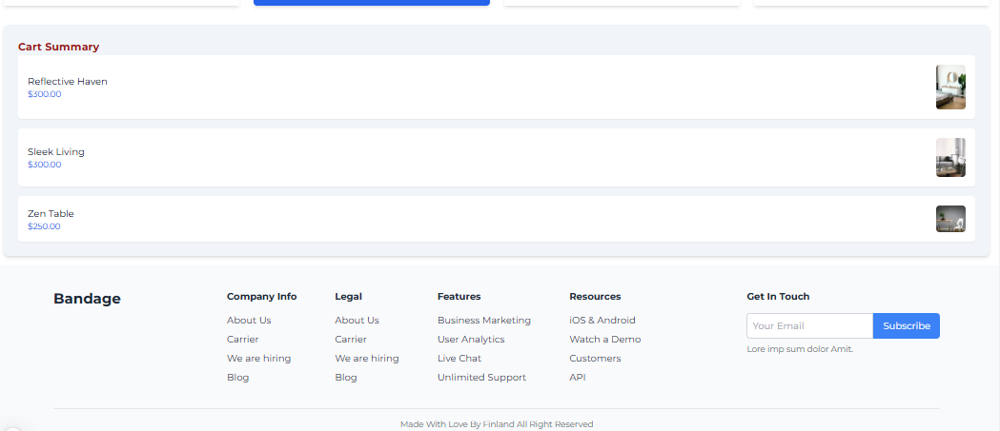 Cart Summary
Reflective Haven
$300.00
Sleek Living
$300.00
Zen Table
$250.00
Bandage
Company Info
About Us
Carrier
We are hiring
Blog
Legal
About Us
Carrier
We are hiring
Blog
Features
Business Marketing
User Analytics
Live Chat
Unlimited Support
Resources
iOS & Android
Watch a Demo
Customers
API
Get In Touch
Your Email
Subscribe
Lore imp sum dolor Amit.
Made With Love By Finland All Right Reserved